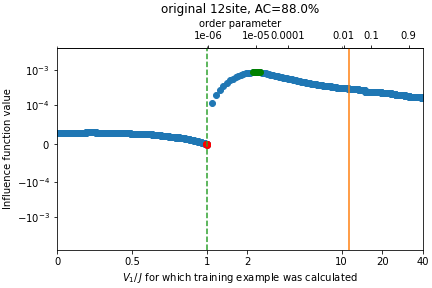 original 12site, AC=88.0%
order parameter
1e-06 1e-05 0.0001 0.01 0.1 0.9
Influence function value
10⁻³
10⁻⁴
0
−10⁻⁴
−10⁻³
0 0.5 1 2 10 20 40
V₁/J for which training example was calculated